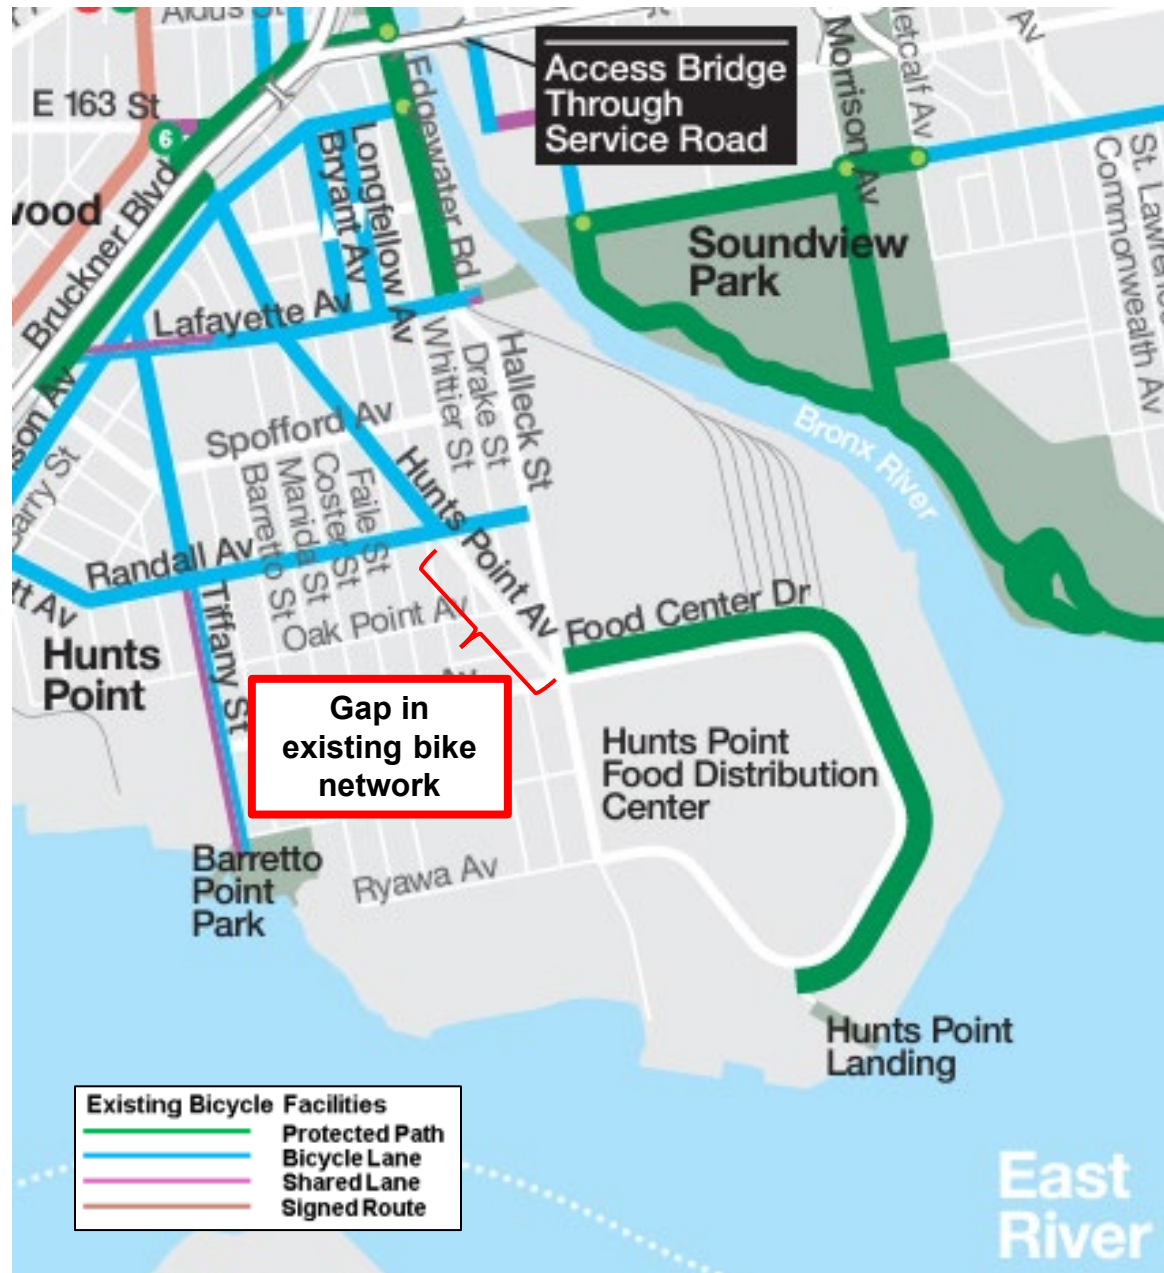 Aldus St
E 163 St
6
Access Bridge
Through
Service Road
Morrison Av
etcalf Av
Av
St. Lawrence
Commonwealth Av
Edgewater Rd
Longfellow Av
Bryant Av
wood
Bruckner Blvd
Soundview
Park
Lafayette Av
Whittier St
Drake St
Halleck St
son Av
Barry St
Spofford Av
Bronx River
Hunts Point Av
Barretto St
Manida St
Coster St
Faile St
Randall Av
tt Av
Tiffany St
Oak Point Av
Food Center Dr
Hunts
Point
Av
Gap in
existing bike
network
Hunts Point
Food Distribution
Center
Barretto
Point
Park
Ryawa Av
Hunts Point
Landing
Existing Bicycle Facilities
Protected Path
Bicycle Lane
Shared Lane
Signed Route
East
River